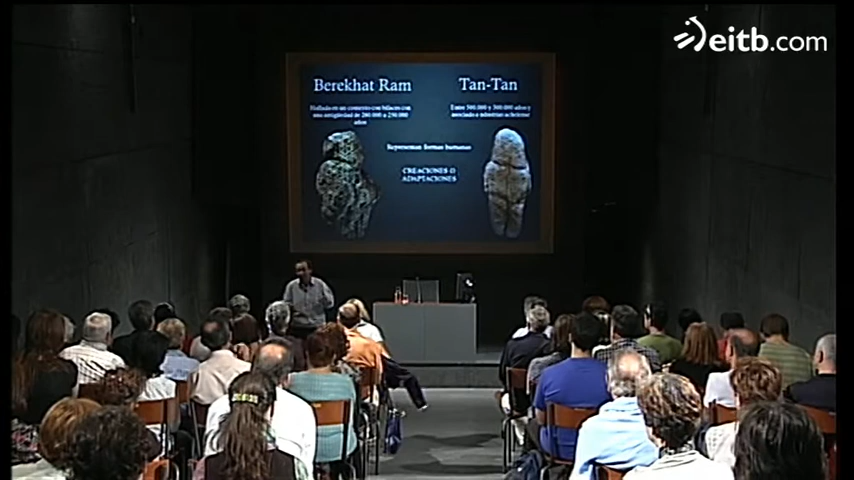 eitb.com
Berekhat Ram
Tan-Tan
Hallada en un contexto con bifaces con
una antigüedad de 280.000 a 250.000
años
Entre 500.000 y 300.000 años y
asociado a industrias achelense
Representan formas humanas
CREACIONES O
ADAPTACIONES